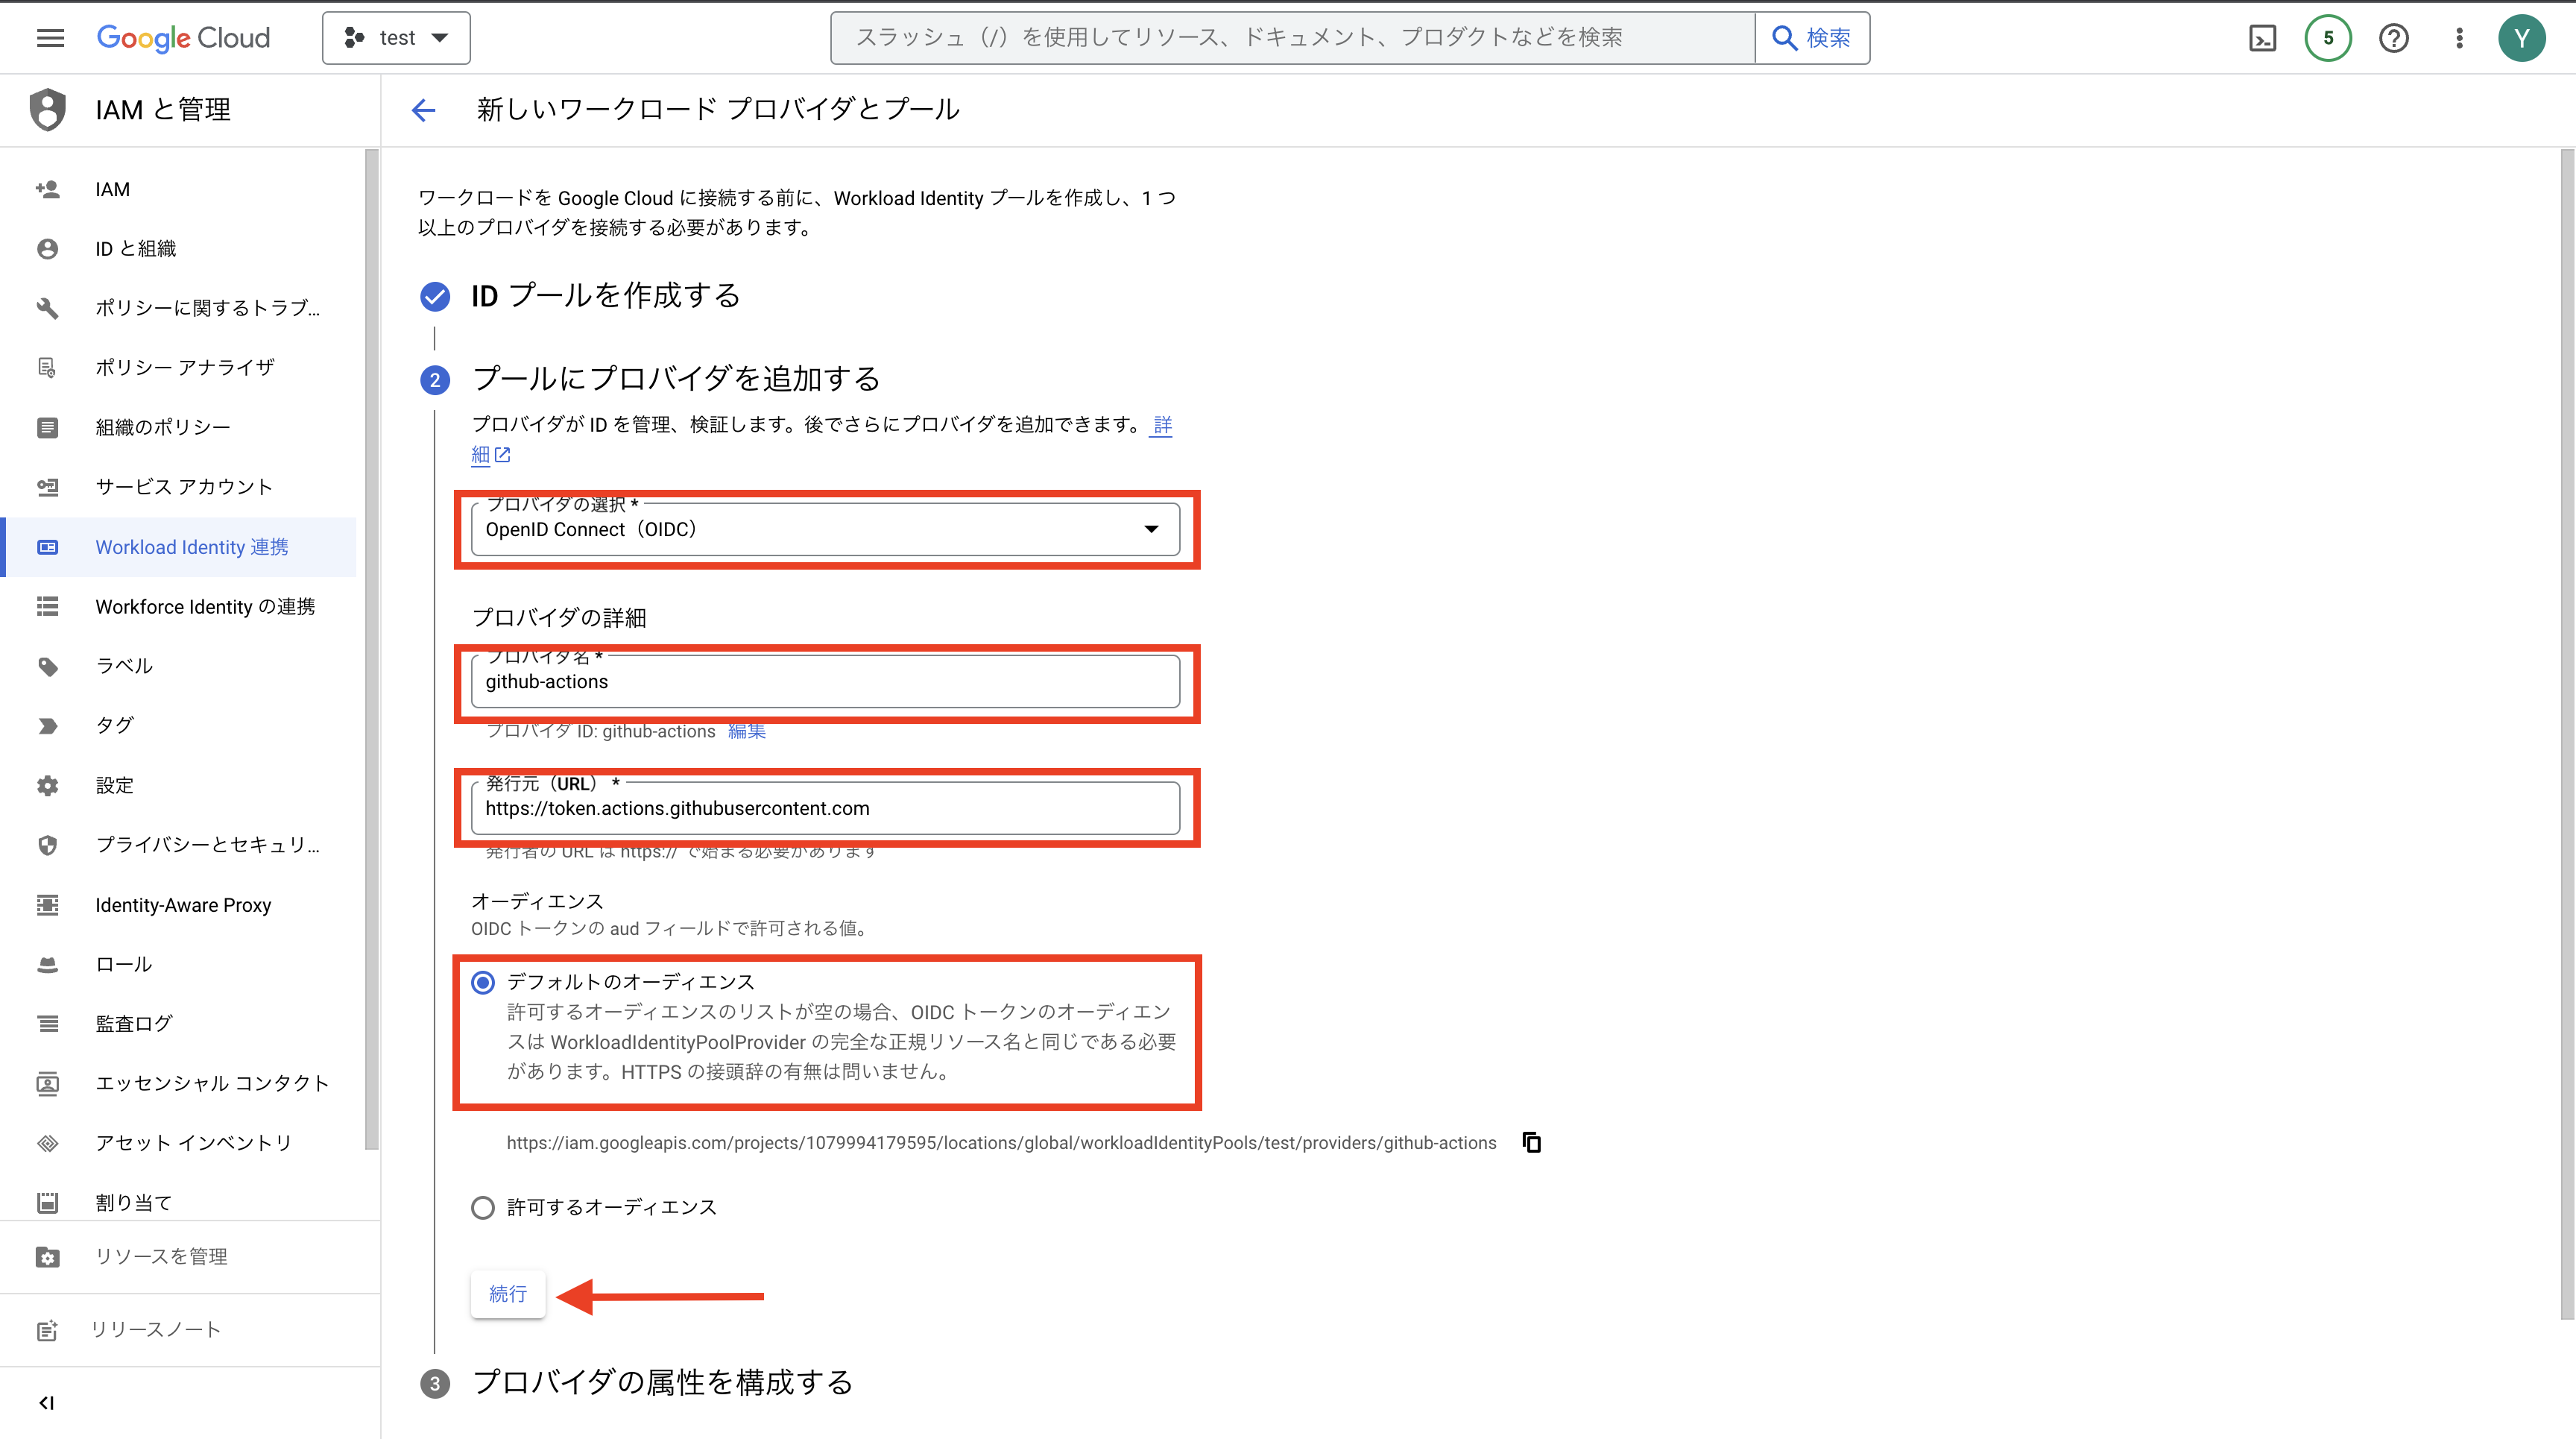 Google Cloud
test
スラッシュ（/）を使用してリソース、ドキュメント、プロダクトなどを検索
検索
5
Y
IAM と管理
新しいワークロード プロバイダとプール
IAM
ID と組織
ポリシーに関するトラブ...
ポリシー アナライザ
組織のポリシー
サービス アカウント
Workload Identity 連携
Workforce Identity の連携
ラベル
タグ
設定
プライバシーとセキュリ...
Identity-Aware Proxy
ロール
監査ログ
エッセンシャル コンタクト
アセット インベントリ
割り当て
リソースを管理
リリースノート
ワークロードを Google Cloud に接続する前に、Workload Identity プールを作成し、1 つ
以上のプロバイダを接続する必要があります。
ID プールを作成する
2 プールにプロバイダを追加する
プロバイダが ID を管理、検証します。後でさらにプロバイダを追加できます。 詳
細
プロバイダの選択 *
OpenID Connect（OIDC）
プロバイダの詳細
プロバイダ名 *
github-actions
プロバイダ ID: github-actions 編集
発行元（URL） *
https://token.actions.githubusercontent.com
発行者の URL は https:// で始まる必要があります
オーディエンス
OIDC トークンの aud フィールドで許可される値。
デフォルトのオーディエンス
許可するオーディエンスのリストが空の場合、OIDC トークンのオーディエン
スは WorkloadIdentityPoolProvider の完全な正規リソース名と同じである必要
があります。HTTPS の接頭辞の有無は問いません。
https://iam.googleapis.com/projects/1079994179595/locations/global/workloadIdentityPools/test/providers/github-actions
許可するオーディエンス
続行
3 プロバイダの属性を構成する